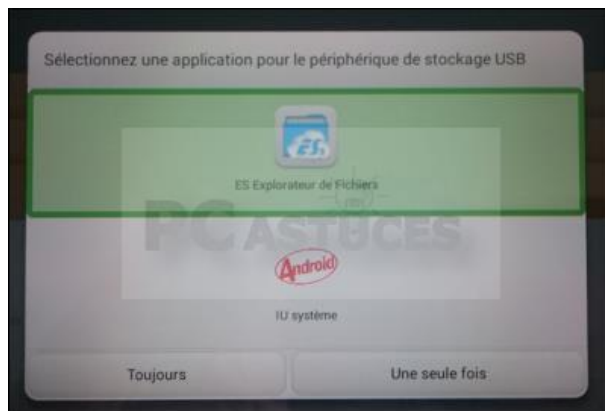 Sélectionnez une application pour le périphérique de stockage USB
ES
ES Explorateur de Fichiers
PC ASTUCES
Android
IU système
Toujours
Une seule fois